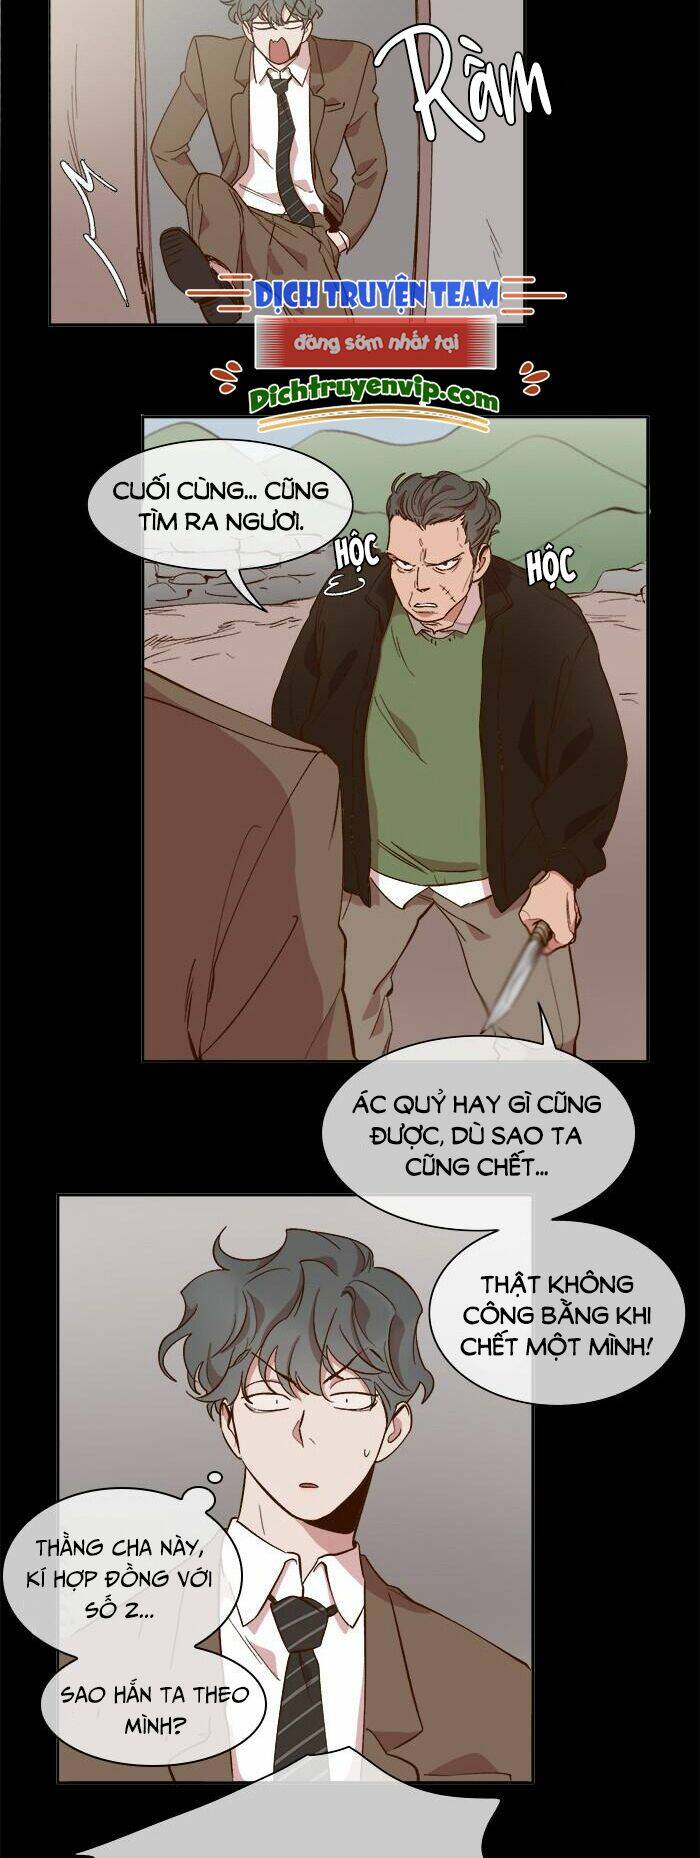 RẦM
DỊCH TRUYỆN TEAM
đăng sớm nhất tại
Dichtruyenvip.com
CUỐI CÙNG... CŨNG
TÌM RA NGƯƠI.
HỘC
HỘC
ÁC QUỶ HAY GÌ CŨNG
ĐƯỢC, DÙ SAO TA
CŨNG CHẾT...
THẬT KHÔNG
CÔNG BẰNG KHI
CHẾT MỘT MÌNH!
THẰNG CHA NÀY,
KÍ HỢP ĐỒNG VỚI
SỐ 2...
SAO HẮN TA THEO
MÌNH?